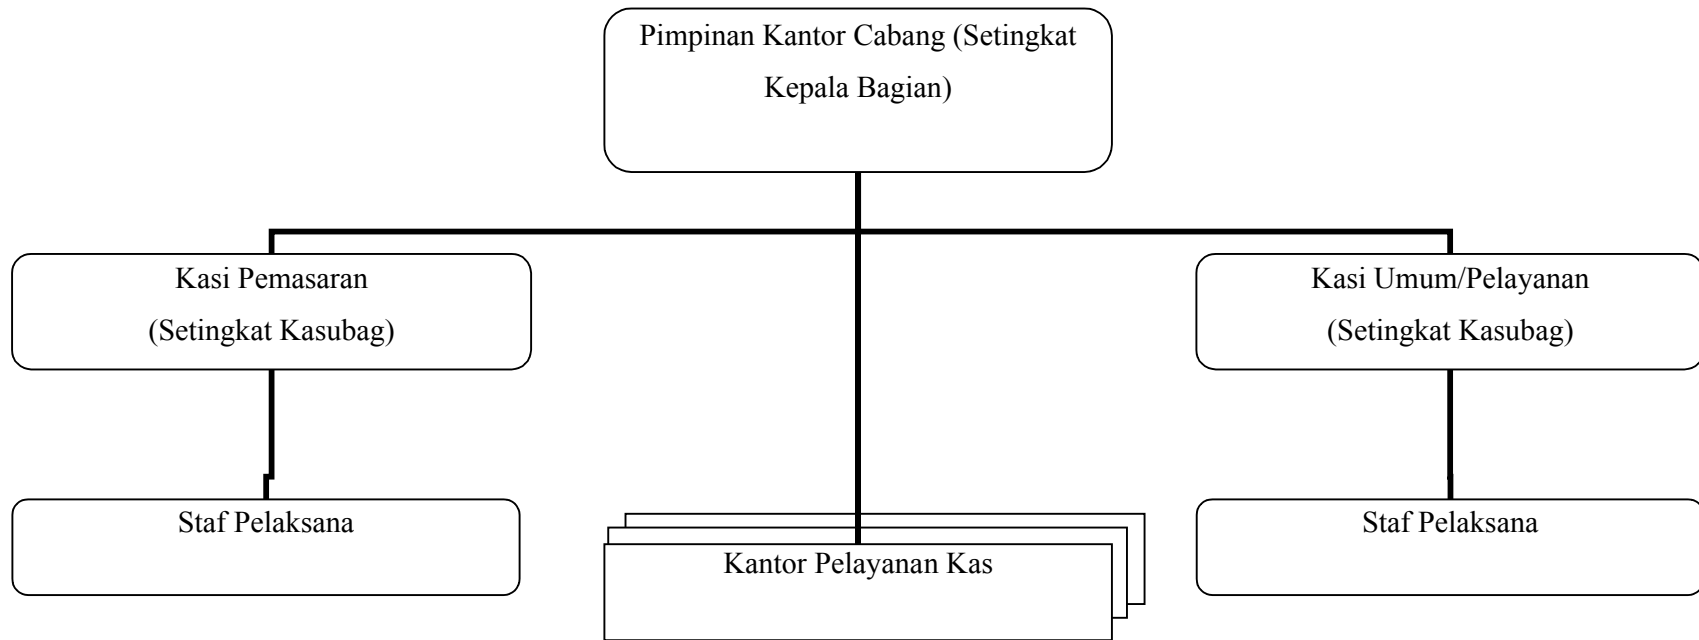 Pimpinan Kantor Cabang (Setingkat
Kepala Bagian)
Kasi Pemasaran
(Setingkat Kasubag)
Kasi Umum/Pelayanan
(Setingkat Kasubag)
Staf Pelaksana
Kantor Pelayanan Kas
Staf Pelaksana